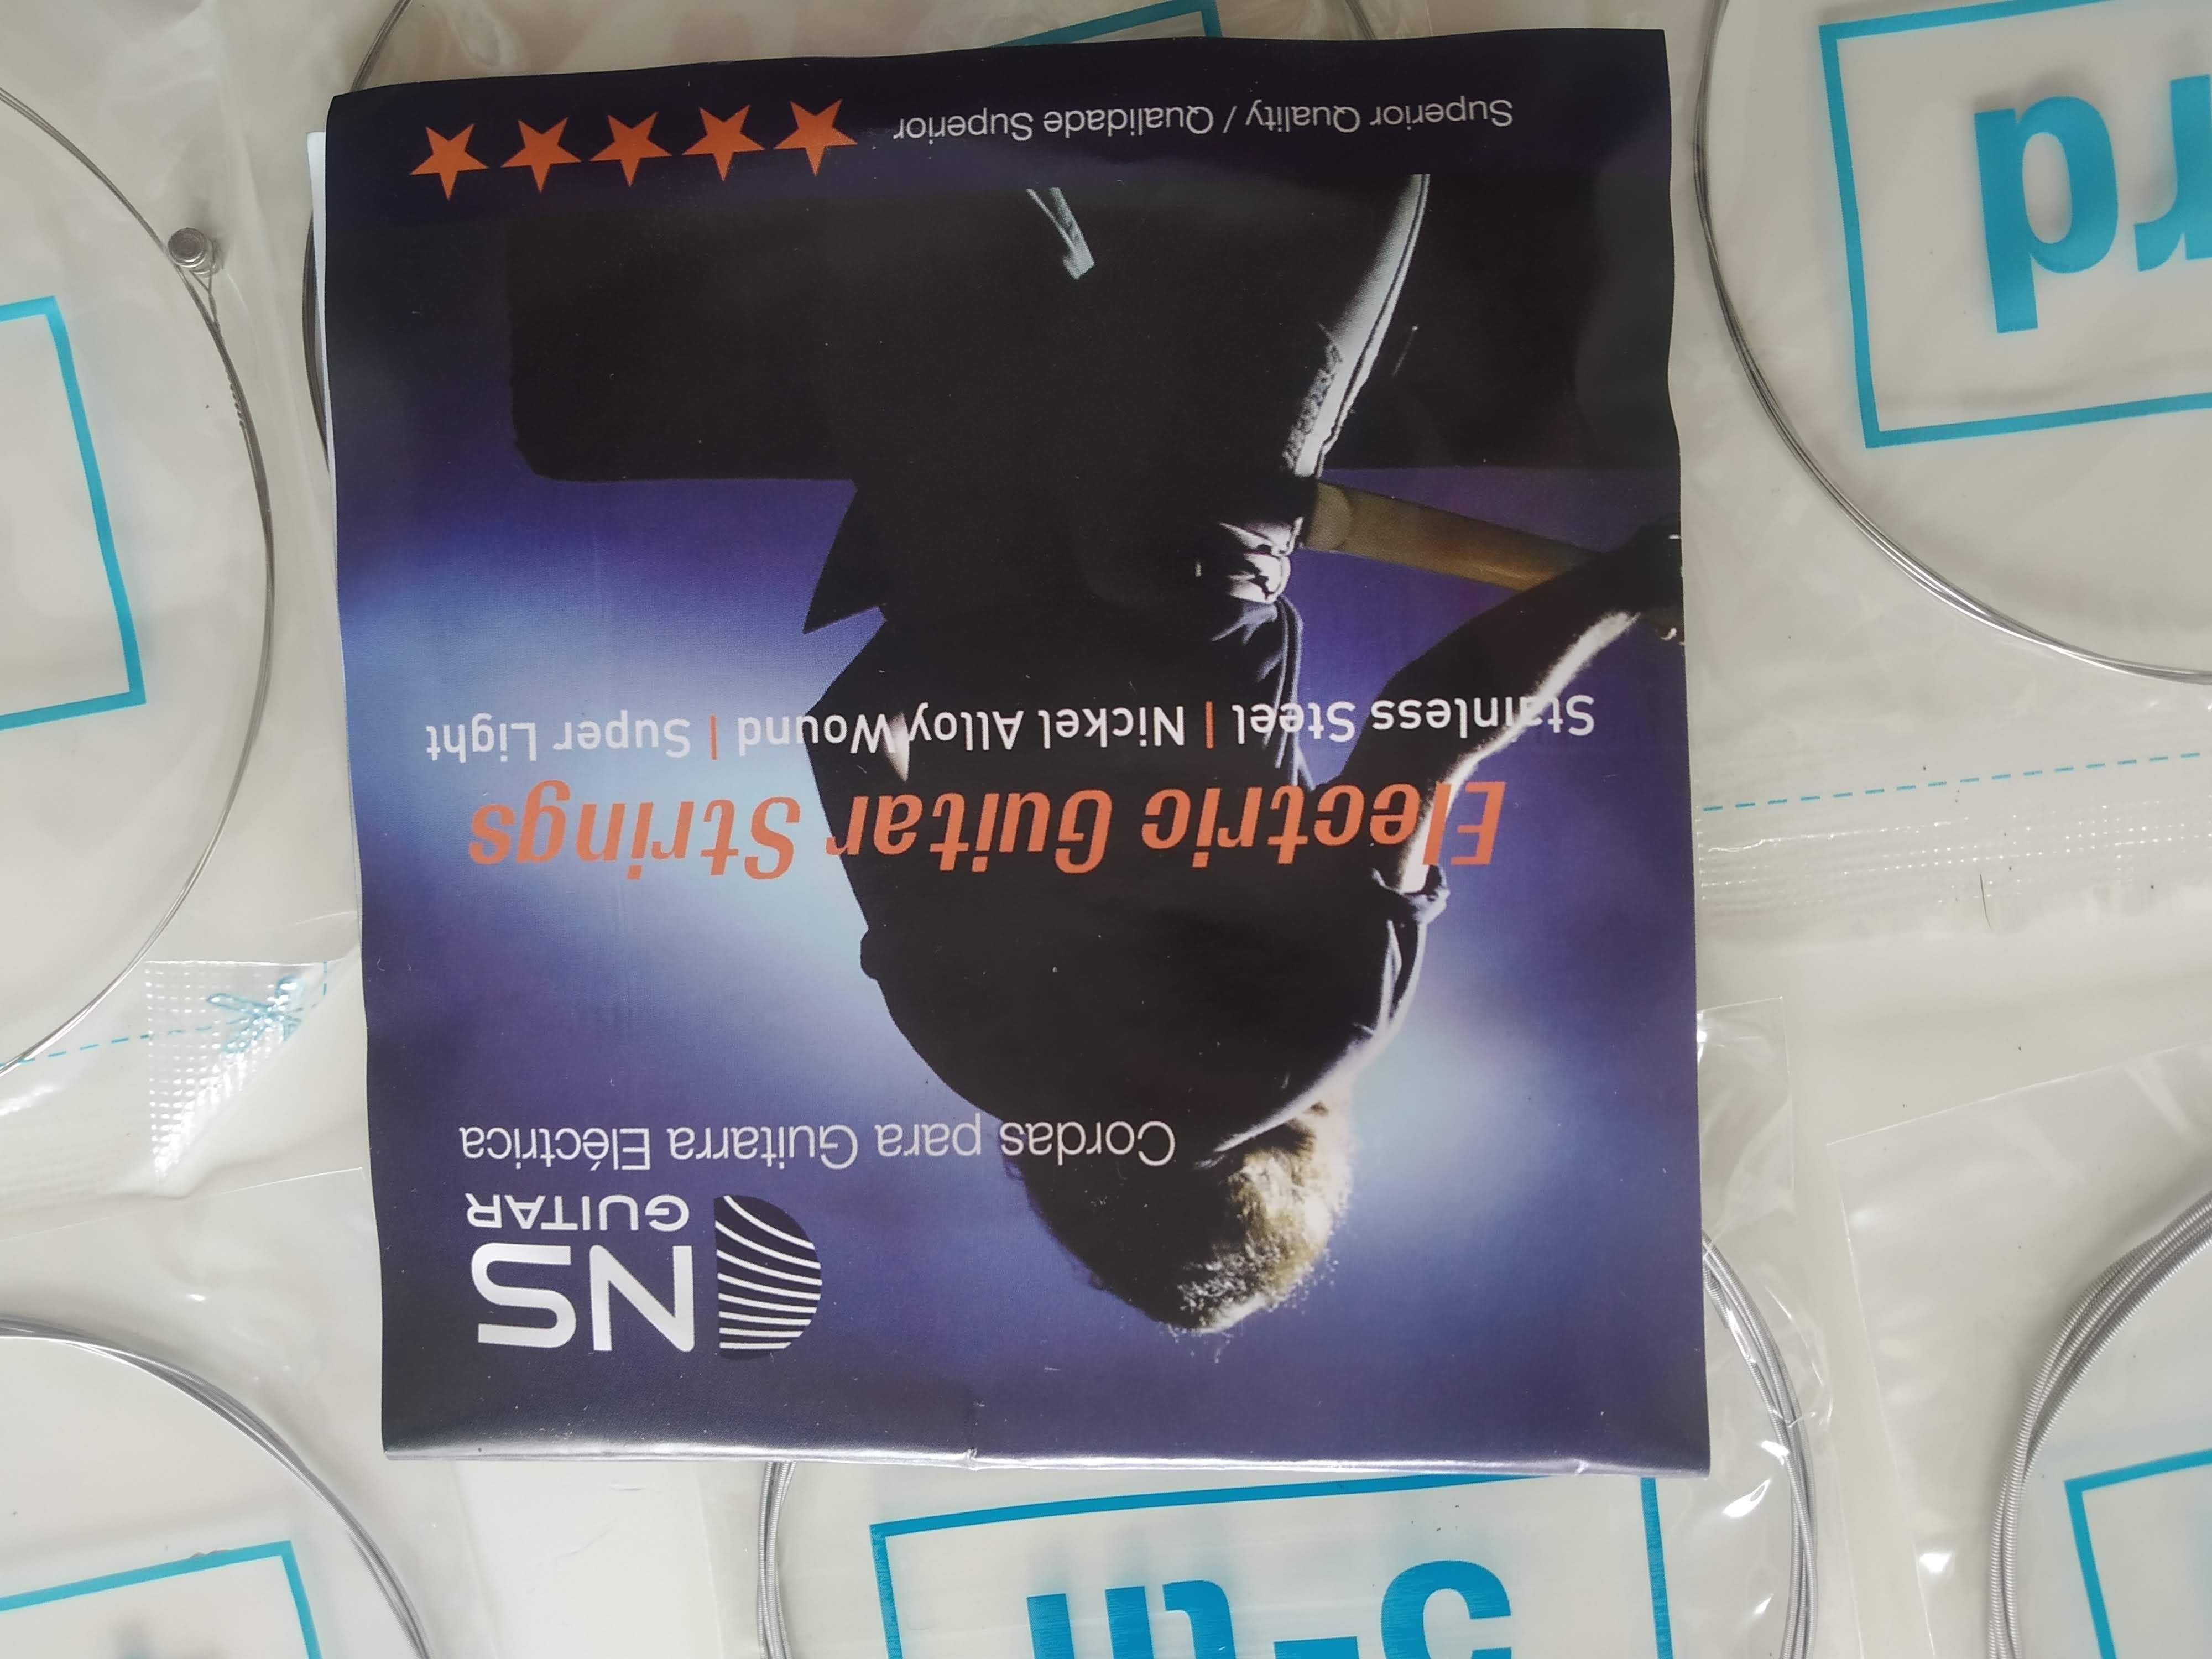 NS
GUITAR
Cordas para Guitarra Eléctrica
Electric Guitar Strings
Stainless Steel | Nickel Alloy Wound | Super Light
Superior Quality / Qualidade Superior
rd